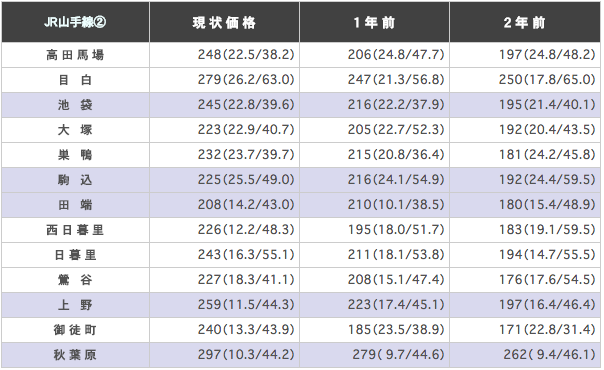 JR山手線② 現状価格 1年前 2年前
高田馬場 248(22.5/38.2) 206(24.8/47.7) 197(24.8/48.2)
目 白 279(26.2/63.0) 247(21.3/56.8) 250(17.8/65.0)
池 袋 245(22.8/39.6) 216(22.2/37.9) 195(21.4/40.1)
大 塚 223(22.9/40.7) 205(22.7/52.3) 192(20.4/43.5)
巣 鴨 232(23.7/39.7) 215(20.8/36.4) 181(24.2/45.8)
駒 込 225(25.5/49.0) 216(24.1/54.9) 192(24.4/59.5)
田 端 208(14.2/43.0) 210(10.1/38.5) 180(15.4/48.9)
西日暮里 226(12.2/48.3) 195(18.0/51.7) 183(19.1/59.5)
日暮里 243(16.3/55.1) 211(18.1/53.8) 194(14.7/55.5)
鶯 谷 227(18.3/41.1) 208(15.1/47.4) 176(17.6/54.5)
上 野 259(11.5/44.3) 223(17.4/45.1) 197(16.4/46.4)
御徒町 240(13.3/43.9) 185(23.5/38.9) 171(22.8/31.4)
秋葉原 297(10.3/44.2) 279( 9.7/44.6) 262( 9.4/46.1)